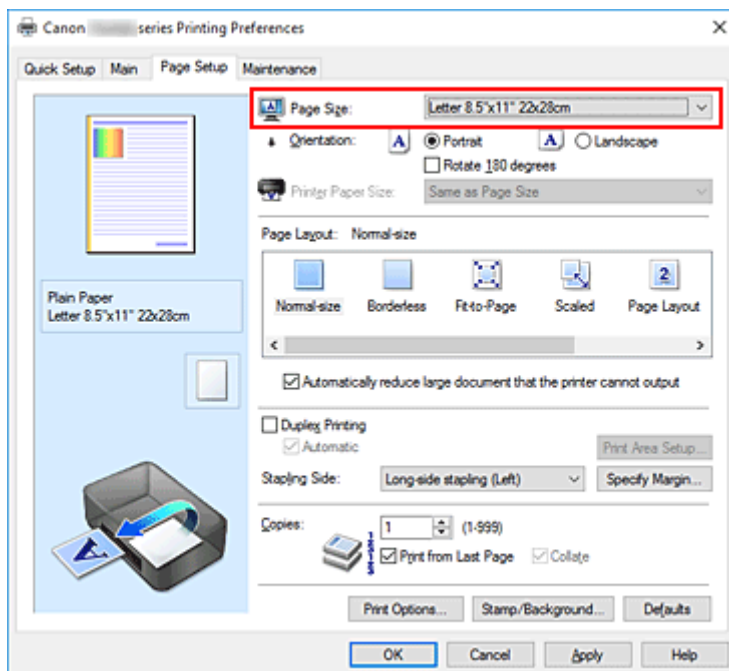 Canon series Printing Preferences
Quick Setup Main Page Setup Maintenance
Page Size: Letter 8.5"x11" 22x28cm
Orientation: A Portrait A Landscape
Rotate 180 degrees
Printer Paper Size: Same as Page Size
Page Layout: Normal-size
2
Normal-size Borderless Fit-to-Page Scaled Page Layout
Plain Paper
Letter 8.5"x11" 22x28cm
Automatically reduce large document that the printer cannot output
Duplex Printing
Automatic
Print Area Setup...
Stapling Side: Long-side stapling (Left) Specify Margin...
Copies: 1 (1-999)
Print from Last Page Collate
A
Print Options... Stamp/Background... Defaults
OK Cancel Apply Help